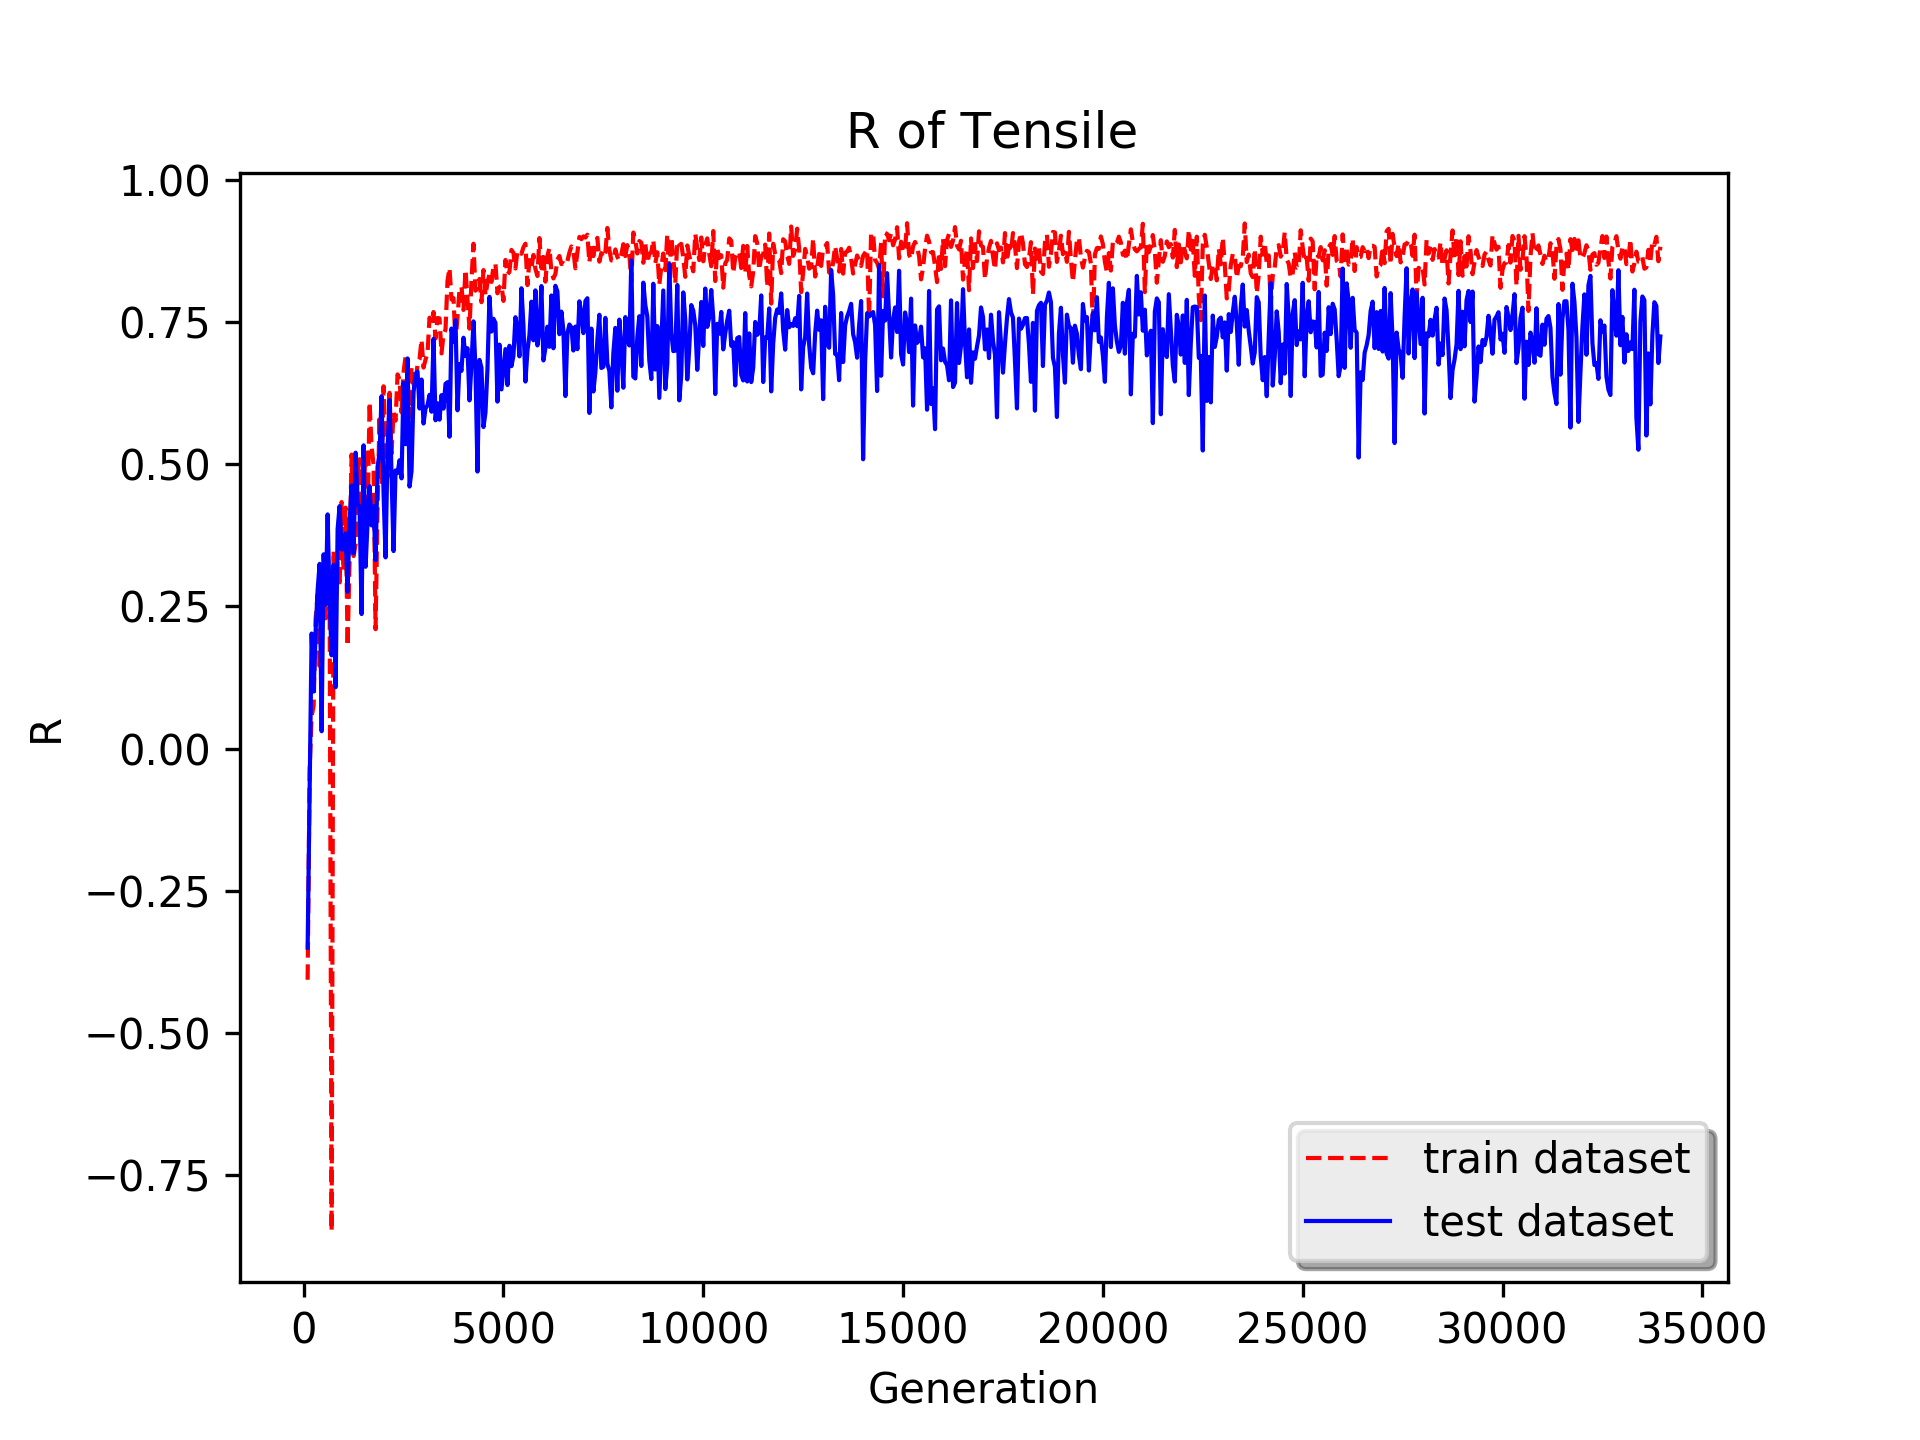 R of Tensile
1.00
0.75
0.50
0.25
0.00
−0.25
−0.50
−0.75
R
0 5000 10000 15000 20000 25000 30000 35000
Generation
train dataset
test dataset